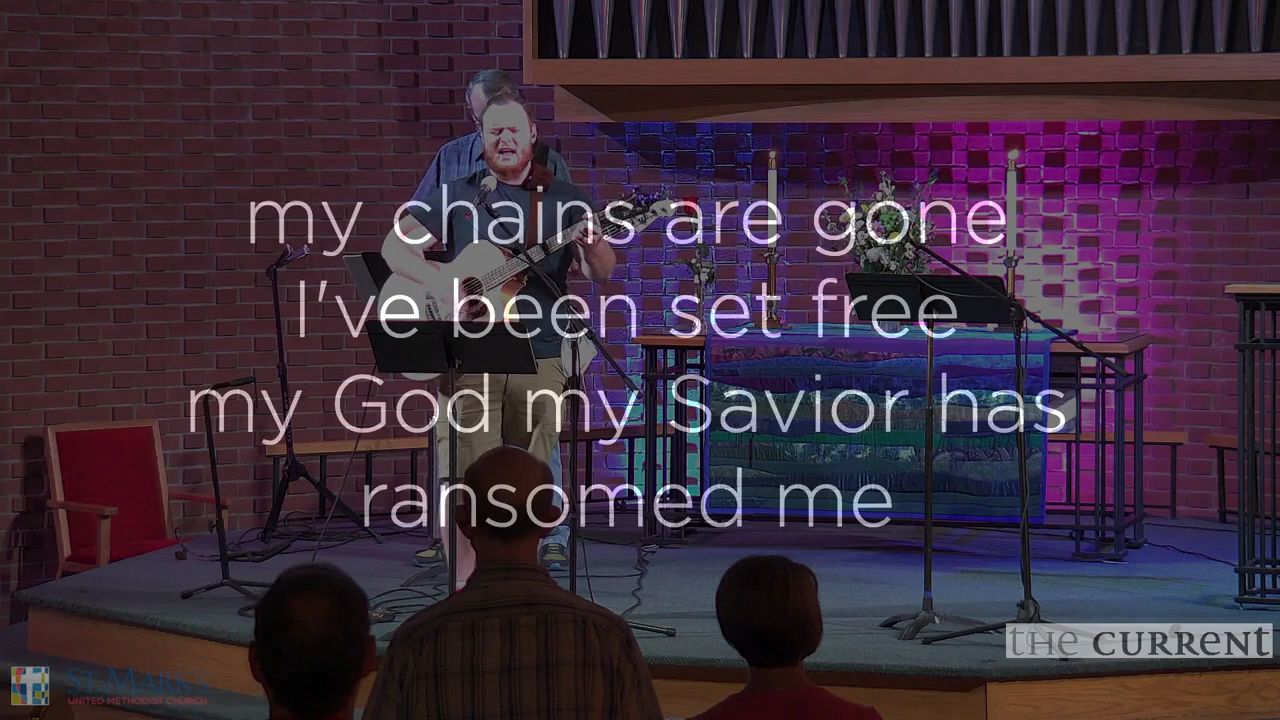 my chains are gone
I've been set free
my God my Savior has
ransomed me
the CURRENT
ST. MARK'S
UNITED METHODIST CHURCH